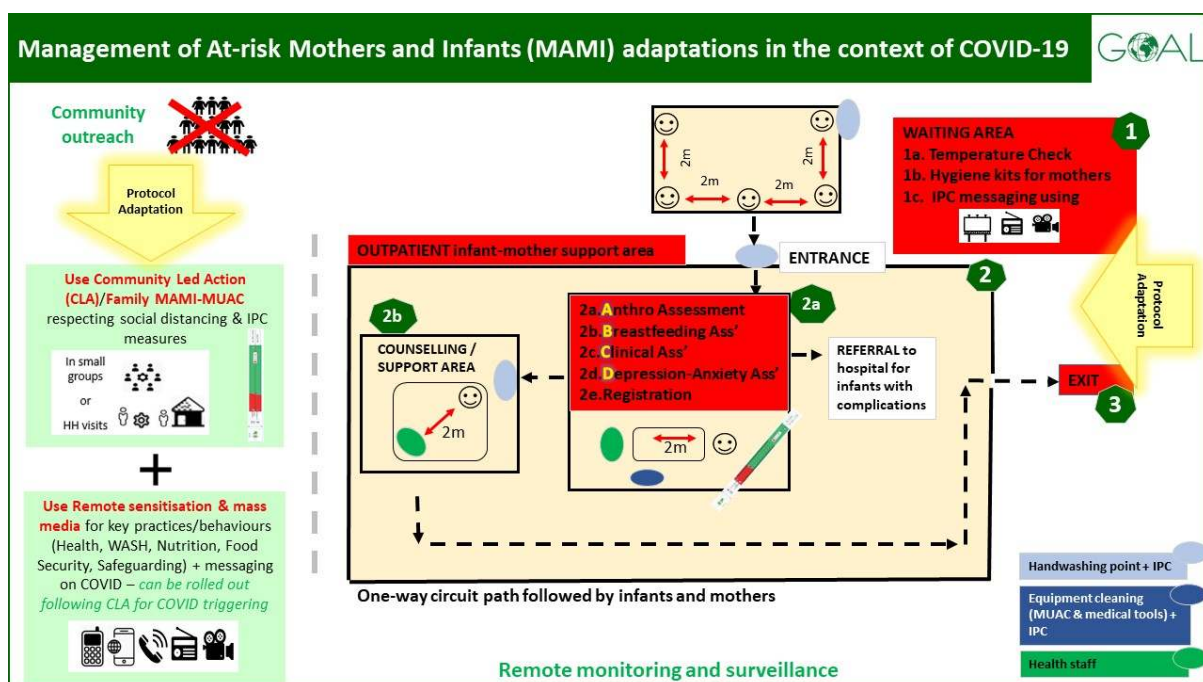 Management of At-risk Mothers and Infants (MAMI) adaptations in the context of COVID-19
GOAL
Community
outreach
Protocol
Adaptation
Use Community Led Action
(CLA)/Family MAMI-MUAC
respecting social distancing & IPC
measures
In small
groups
or
HH visits
+
Use Remote sensitisation & mass
media for key practices/behaviours
(Health, WASH, Nutrition, Food
Security, Safeguarding) + messaging
on COVID – can be rolled out
following CLA for COVID triggering
2m
2m
2m
2m
WAITING AREA
1a. Temperature Check
1b. Hygiene kits for mothers
1c. IPC messaging using
1
ENTRANCE
OUTPATIENT infant-mother support area
2
2a
2a.Anthro Assessment
2b.Breastfeeding Ass'
2c.Clinical Ass'
2d.Depression-Anxiety Ass'
2e.Registration
2m
2b
COUNSELLING /
SUPPORT AREA
2m
REFERRAL to
hospital for
infants with
complications
Protocol
Adaptation
EXIT
3
One-way circuit path followed by infants and mothers
Handwashing point + IPC
Equipment cleaning
(MUAC & medical tools) +
IPC
Health staff
Remote monitoring and surveillance